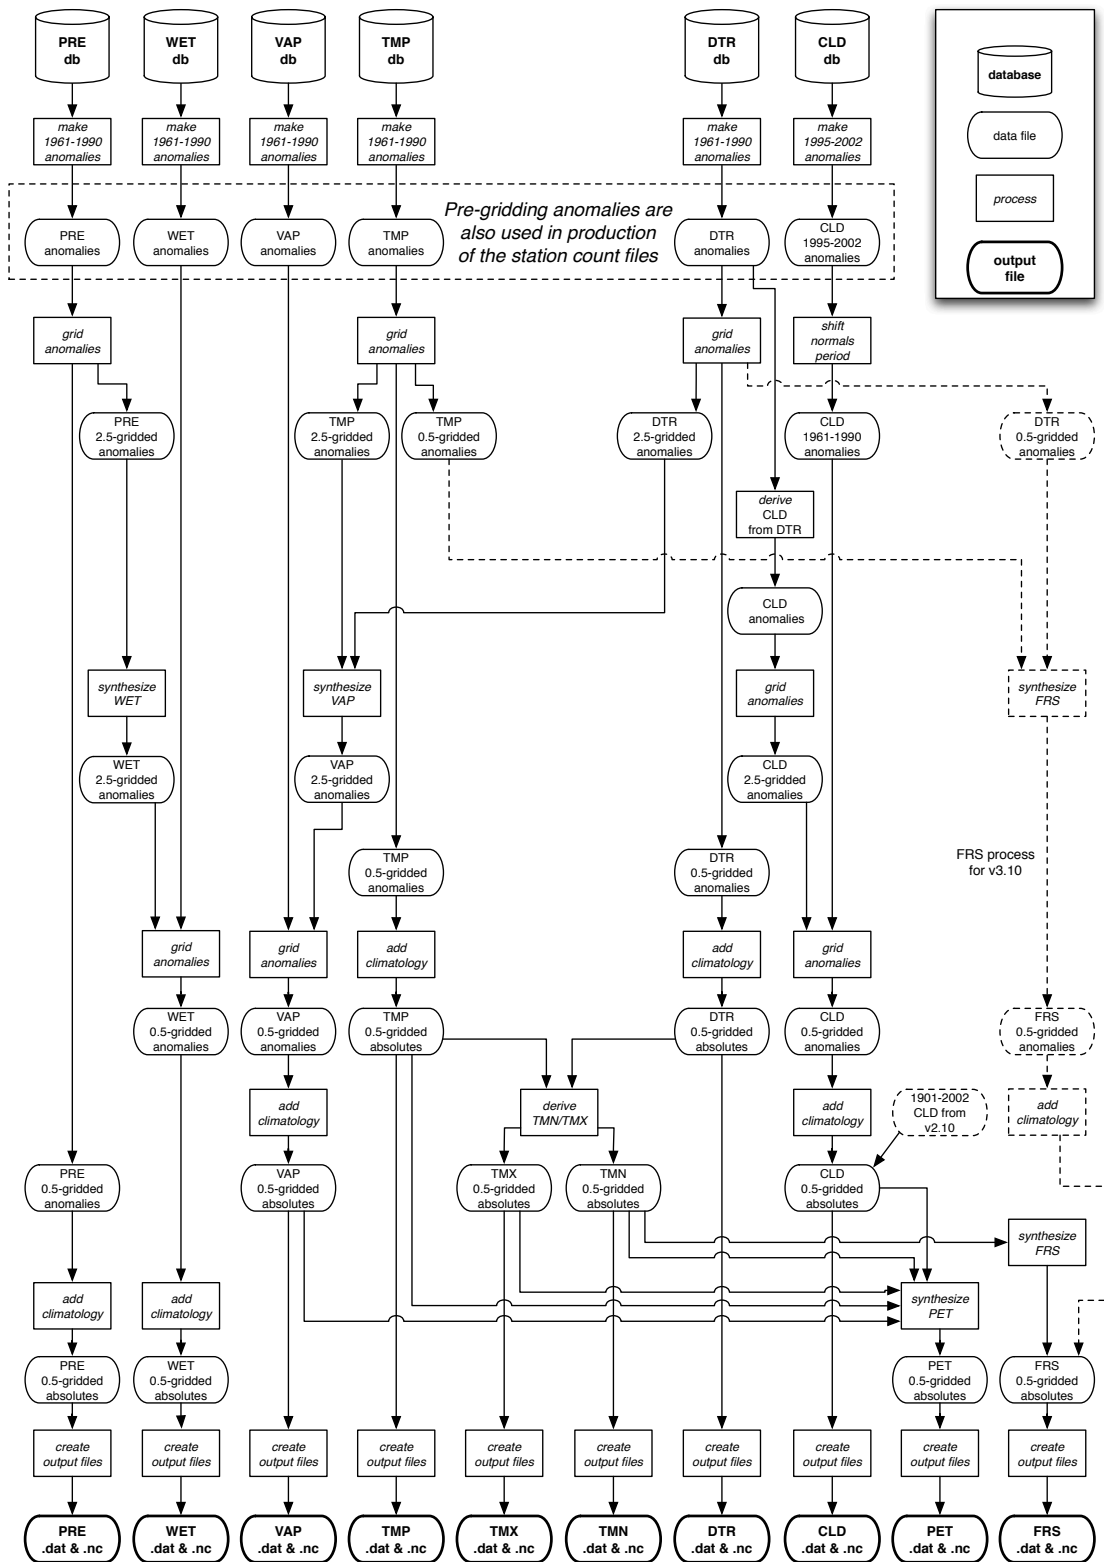 PRE
db
WET
db
VAP
db
TMP
db
DTR
db
CLD
db
database
data file
process
output
file
make
1961-1990
anomalies
make
1961-1990
anomalies
make
1961-1990
anomalies
make
1961-1990
anomalies
make
1961-1990
anomalies
make
1995-2002
anomalies
Pre-gridding anomalies are
also used in production
of the station count files
PRE
anomalies
WET
anomalies
VAP
anomalies
TMP
anomalies
DTR
anomalies
CLD
1995-2002
anomalies
grid
anomalies
grid
anomalies
grid
anomalies
shift
normals
period
PRE
2.5-gridded
anomalies
TMP
2.5-gridded
anomalies
TMP
0.5-gridded
anomalies
DTR
2.5-gridded
anomalies
CLD
1961-1990
anomalies
DTR
0.5-gridded
anomalies
derive
CLD
from DTR
CLD
anomalies
synthesize
WET
synthesize
VAP
grid
anomalies
synthesize
FRS
WET
2.5-gridded
anomalies
VAP
2.5-gridded
anomalies
CLD
2.5-gridded
anomalies
TMP
0.5-gridded
anomalies
DTR
0.5-gridded
anomalies
FRS process
for v3.10
grid
anomalies
grid
anomalies
add
climatology
add
climatology
grid
anomalies
WET
0.5-gridded
anomalies
VAP
0.5-gridded
anomalies
TMP
0.5-gridded
absolutes
DTR
0.5-gridded
absolutes
CLD
0.5-gridded
anomalies
FRS
0.5-gridded
anomalies
add
climatology
derive
TMN/TMX
add
climatology
1901-2002
CLD from
v2.10
add
climatology
PRE
0.5-gridded
anomalies
VAP
0.5-gridded
absolutes
TMX
0.5-gridded
absolutes
TMN
0.5-gridded
absolutes
CLD
0.5-gridded
absolutes
synthesize
FRS
add
climatology
add
climatology
synthesize
PET
PRE
0.5-gridded
absolutes
WET
0.5-gridded
absolutes
PET
0.5-gridded
absolutes
FRS
0.5-gridded
absolutes
create
output files
create
output files
create
output files
create
output files
create
output files
create
output files
create
output files
create
output files
create
output files
create
output files
PRE
.dat & .nc
WET
.dat & .nc
VAP
.dat & .nc
TMP
.dat & .nc
TMX
.dat & .nc
TMN
.dat & .nc
DTR
.dat & .nc
CLD
.dat & .nc
PET
.dat & .nc
FRS
.dat & .nc